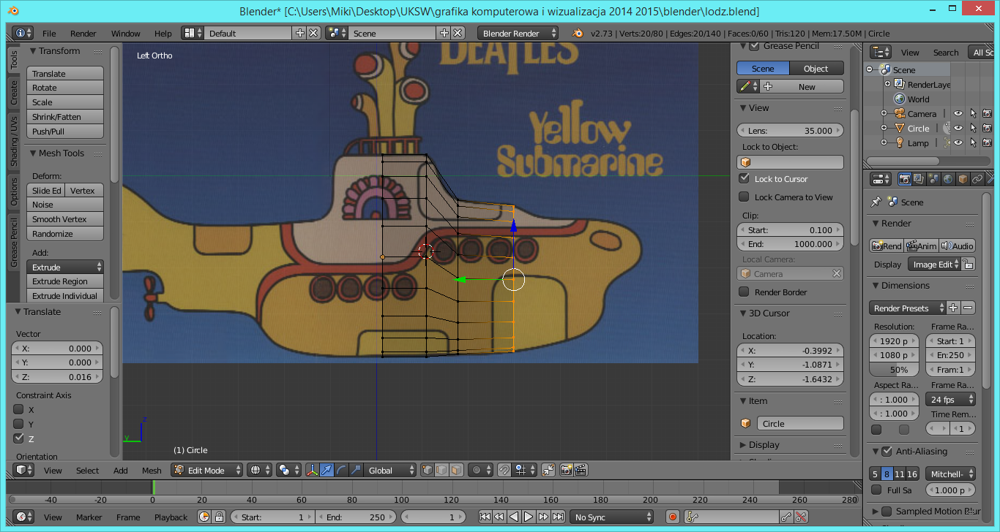 Blender* [C:\Users\Miki\Desktop\UKSW\grafika komputerowa i wizualizacja 2014 2015\blender\lodz.blend]
File Render Window Help Default Scene Blender Render v2.73 | Verts:20/80 | Edges:20/140 | Faces:0/60 | Tris:120 | Mem:17.50M | Circle
Tools
Create
Shading / UVs
Options
Grease Pencil
Transform
Translate
Rotate
Scale
Shrink/Fatten
Push/Pull
Mesh Tools
Deform:
Slide Ed Vertex
Noise
Smooth Vertex
Randomize
Add:
Extrude
Extrude Region
Extrude Individual
Translate
Vector
X: 0.000
Y: 0.000
Z: 0.016
Constraint Axis
X
Y
Z
Orientation
Left Ortho
BEATLES
Yellow
Submarine
z
y
(1) Circle
Grease Pencil
Scene Object
New
View
Lens: 35.000
Lock to Object:
Lock to Cursor
Lock Camera to View
Clip:
Start: 0.100
End: 1000.000
Local Camera:
Camera
Render Border
3D Cursor
Location:
X: -0.3992
Y: -1.0871
Z: -1.6432
Item
Circle
Display
View Search All Sc
Scene
RenderLaye
World
Camera
Circle
Lamp
Scene
Render
Rend Anim Audio
Display Image Edit
Dimensions
Render Presets
Resolution: Frame Ra...
1920 p Start: 1
1080 p En:250
50% Fram:1
Aspect Ra... Frame Ra...
: 1.000 24 fps
: 1.000 Time Rem...
1
Anti-Aliasing
5 8 11 16 Mitchell-
Full Sa 1.000 p
Sampled Motion Blur
View Select Add Mesh Edit Mode Global
-40 -20 0 20 40 60 80 100 120 140 160 180 200 220 240 260 280
View Marker Frame Playback Start: 1 End: 250 1 No Sync